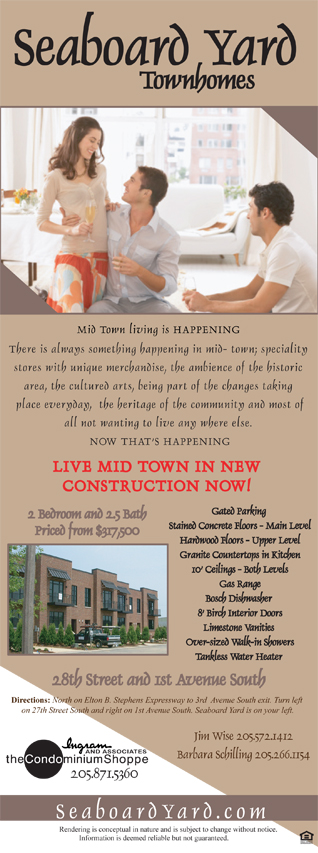 Seaboard Yard
Townhomes
Mid Town living is HAPPENING
There is always something happening in mid- town; speciality
stores with unique merchandise, the ambience of the historic
area, the cultured arts, being part of the changes taking
place everyday, the heritage of the community and most of
all not wanting to live any where else.
NOW THAT'S HAPPENING
LIVE MID TOWN IN NEW
CONSTRUCTION NOW!
2 Bedroom and 2.5 Bath
Priced from $317,500
Gated Parking
Stained Concrete Floors - Main Level
Hardwood Floors - Upper Level
Granite Countertops in Kitchen
10' Ceilings - Both Levels
Gas Range
Bosch Dishwasher
8' Birch Interior Doors
Limestone Vanities
Over-sized Walk-in Showers
Tankless Water Heater
28th Street and 1st Avenue South
Directions: North on Elton B. Stephens Expressway to 3rd Avenue South exit. Turn left
on 27th Street South and right on 1st Avenue South. Seaboard Yard is on your left.
Ingram
AND ASSOCIATES
theCondominiumShoppe
205.871.5360
Jim Wise 205.572.1412
Barbara Schilling 205.266.1154
SeaboardYard.com
Rendering is conceptual in nature and is subject to change without notice.
Information is deemed reliable but not guaranteed.